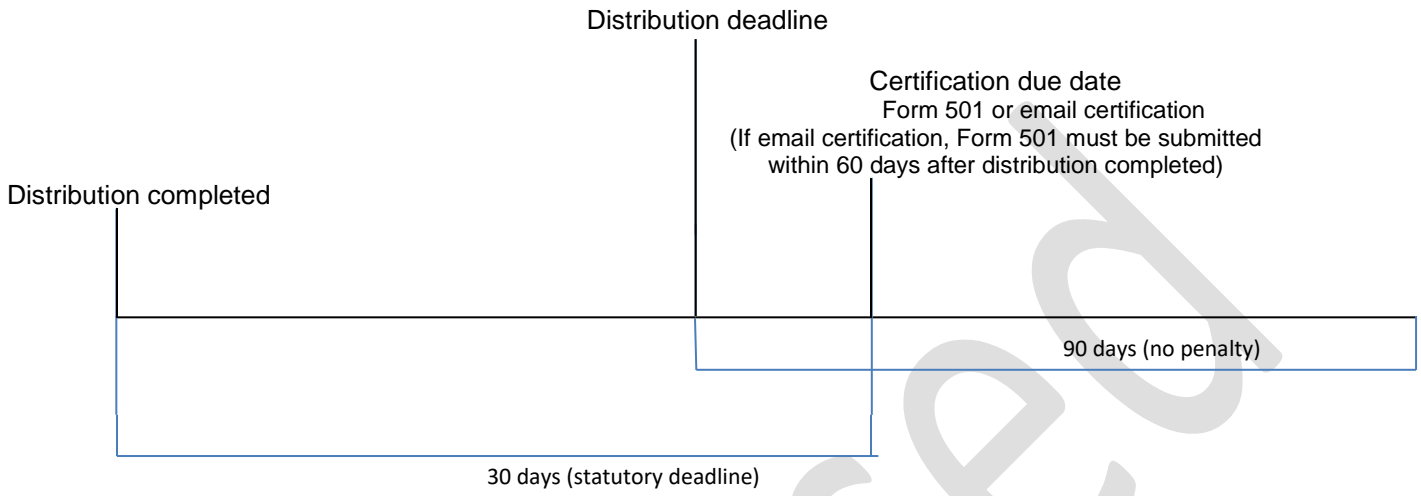 Distribution deadline
Certification due date
Form 501 or email certification
(If email certification, Form 501 must be submitted
within 60 days after distribution completed)
Distribution completed
90 days (no penalty)
30 days (statutory deadline)